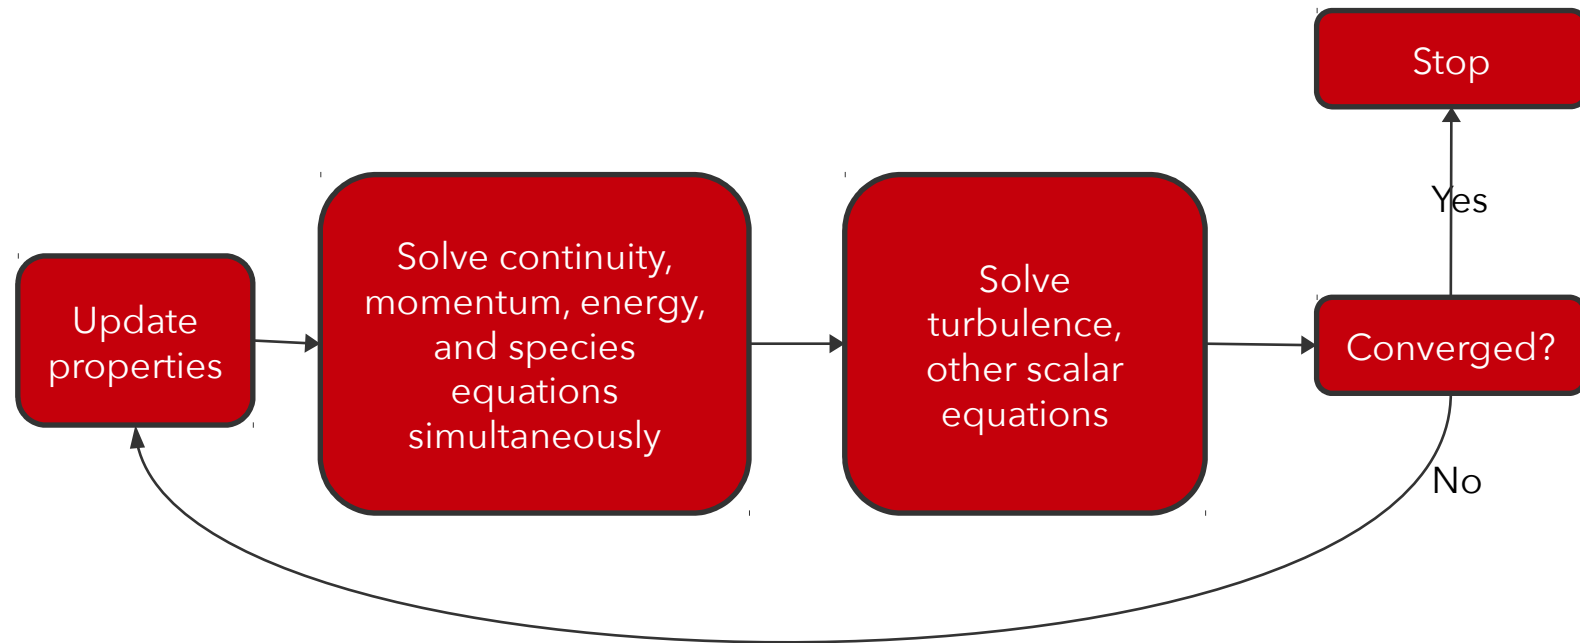 Stop
Yes
Update
properties
Solve continuity,
momentum, energy,
and species
equations
simultaneously
Solve
turbulence,
other scalar
equations
Converged?
No